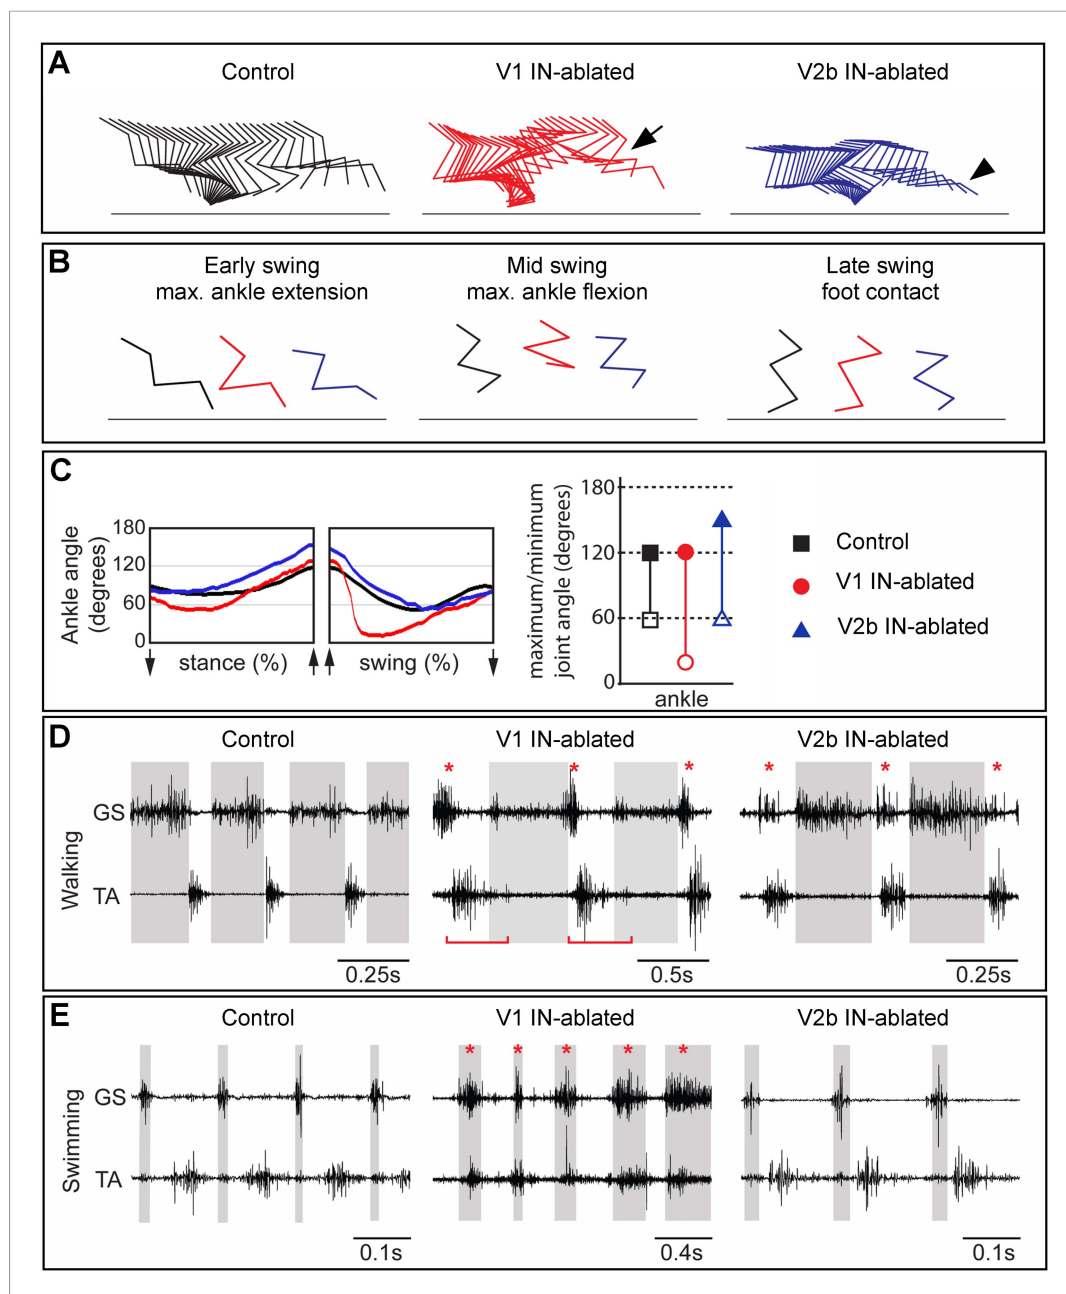 A
Control
V1 IN-ablated
V2b IN-ablated
B
Early swing
max. ankle extension
Mid swing
max. ankle flexion
Late swing
foot contact
C
Ankle angle
(degrees)
180
120
60
0
stance (%)
swing (%)
maximum/minimum
joint angle (degrees)
180
120
60
0
ankle
Control
V1 IN-ablated
V2b IN-ablated
D
Control
V1 IN-ablated
V2b IN-ablated
* * * * * *
Walking
GS
TA
0.25s
0.5s
0.25s
E
Control
V1 IN-ablated
V2b IN-ablated
* * * * *
Swimming
GS
TA
0.1s
0.4s
0.1s